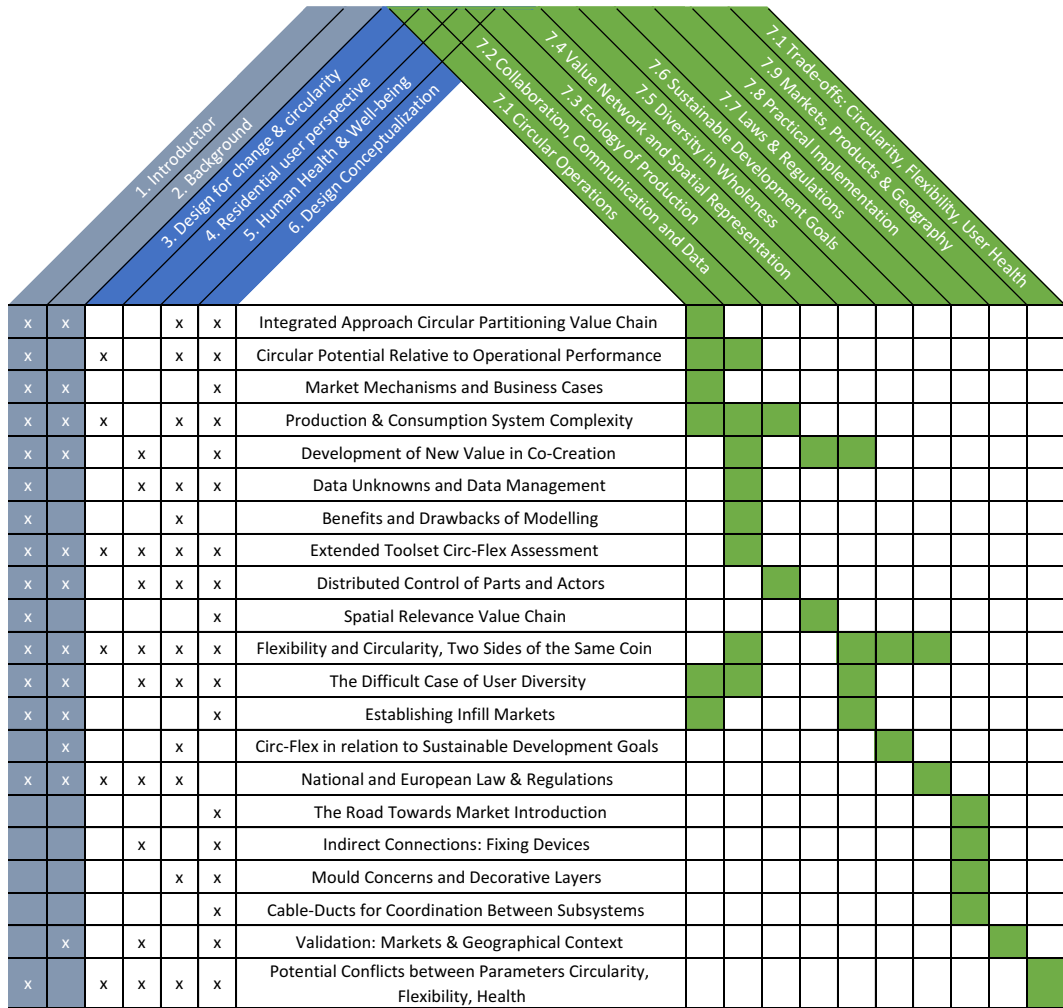 1. Introduction
2. Background
3. Design for change & circularity
4. Residential user perspective
5. Human Health & Well-being
6. Design Conceptualization
7.1 Circular Operations
7.2 Collaboration, Communication and Data
7.3 Ecology of Production
7.4 Value Network and Spatial Representation
7.5 Diversity in Wholeness
7.6 Sustainable Development Goals
7.7 Laws & Regulations
7.8 Practical Implementation
7.9 Markets, Products & Geography
7.1 Trade-offs: Circularity, Flexibility, User Health
x x x x Integrated Approach Circular Partitioning Value Chain
x x x x Circular Potential Relative to Operational Performance
x x x Market Mechanisms and Business Cases
x x x x x Production & Consumption System Complexity
x x x x Development of New Value in Co-Creation
x x x x Data Unknowns and Data Management
x x Benefits and Drawbacks of Modelling
x x x x x x Extended Toolset Circ-Flex Assessment
x x x x x Distributed Control of Parts and Actors
x x Spatial Relevance Value Chain
x x x x x x Flexibility and Circularity, Two Sides of the Same Coin
x x x x x The Difficult Case of User Diversity
x x x Establishing Infill Markets
x x Circ-Flex in relation to Sustainable Development Goals
x x x x x National and European Law & Regulations
x The Road Towards Market Introduction
x x Indirect Connections: Fixing Devices
x x Mould Concerns and Decorative Layers
x Cable-Ducts for Coordination Between Subsystems
x x x Validation: Markets & Geographical Context
x x x x x Potential Conflicts between Parameters Circularity,
Flexibility, Health